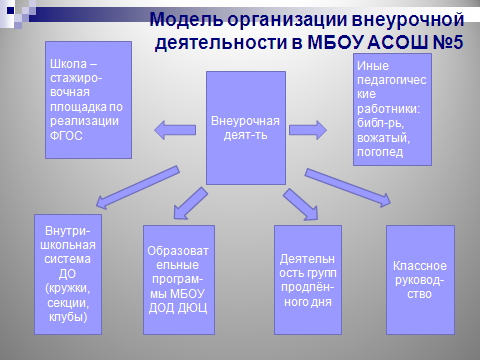 Модель организации внеурочной
деятельности в МБОУ АСОШ №5
Школа –
стажиро-
вочная
площадка по
реализации
ФГОС
Внеурочная
деят-ть
Иные
педагогичес
кие
работники:
библ-рь,
вожатый,
логопед
Внутри-
школьная
система
ДО
(кружки,
секции,
клубы)
Образоват
ельные
програм-
мы МБОУ
ДОД ДЮЦ
Деятельн
ость групп
продлён-
ного дня
Классное
руковод-
ство